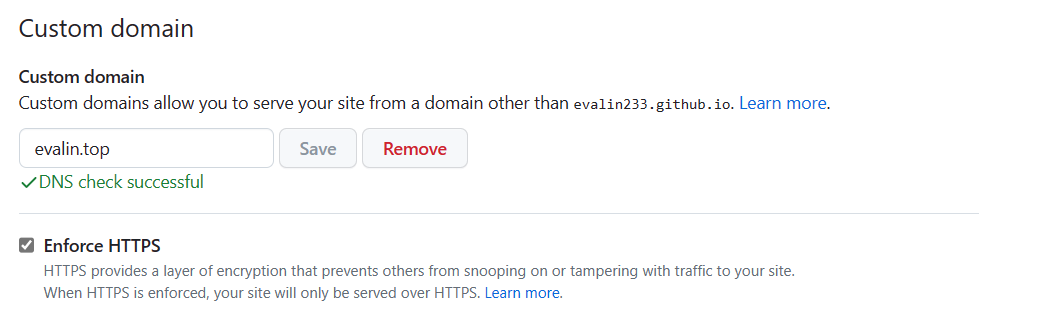 Custom domain
Custom domain
Custom domains allow you to serve your site from a domain other than evalin233.github.io. Learn more.
evalin.top Save Remove
DNS check successful
Enforce HTTPS
HTTPS provides a layer of encryption that prevents others from snooping on or tampering with traffic to your site.
When HTTPS is enforced, your site will only be served over HTTPS. Learn more.